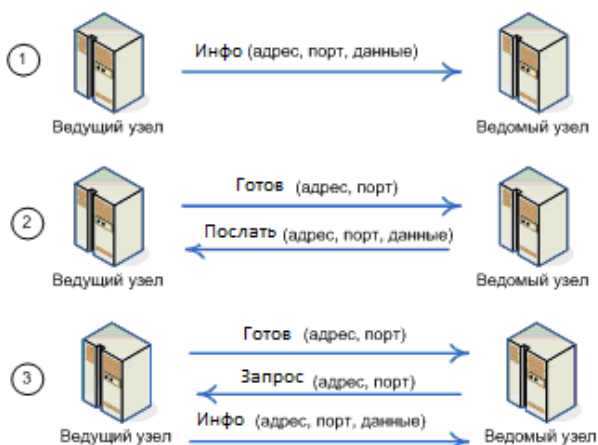 1
Инфо (адрес, порт, данные)
Ведущий узел
Ведомый узел
2
Готов (адрес, порт)
Послать (адрес, порт, данные)
Ведущий узел
Ведомый узел
3
Готов (адрес, порт)
Запрос (адрес, порт)
Инфо (адрес, порт, данные)
Ведущий узел
Ведомый узел